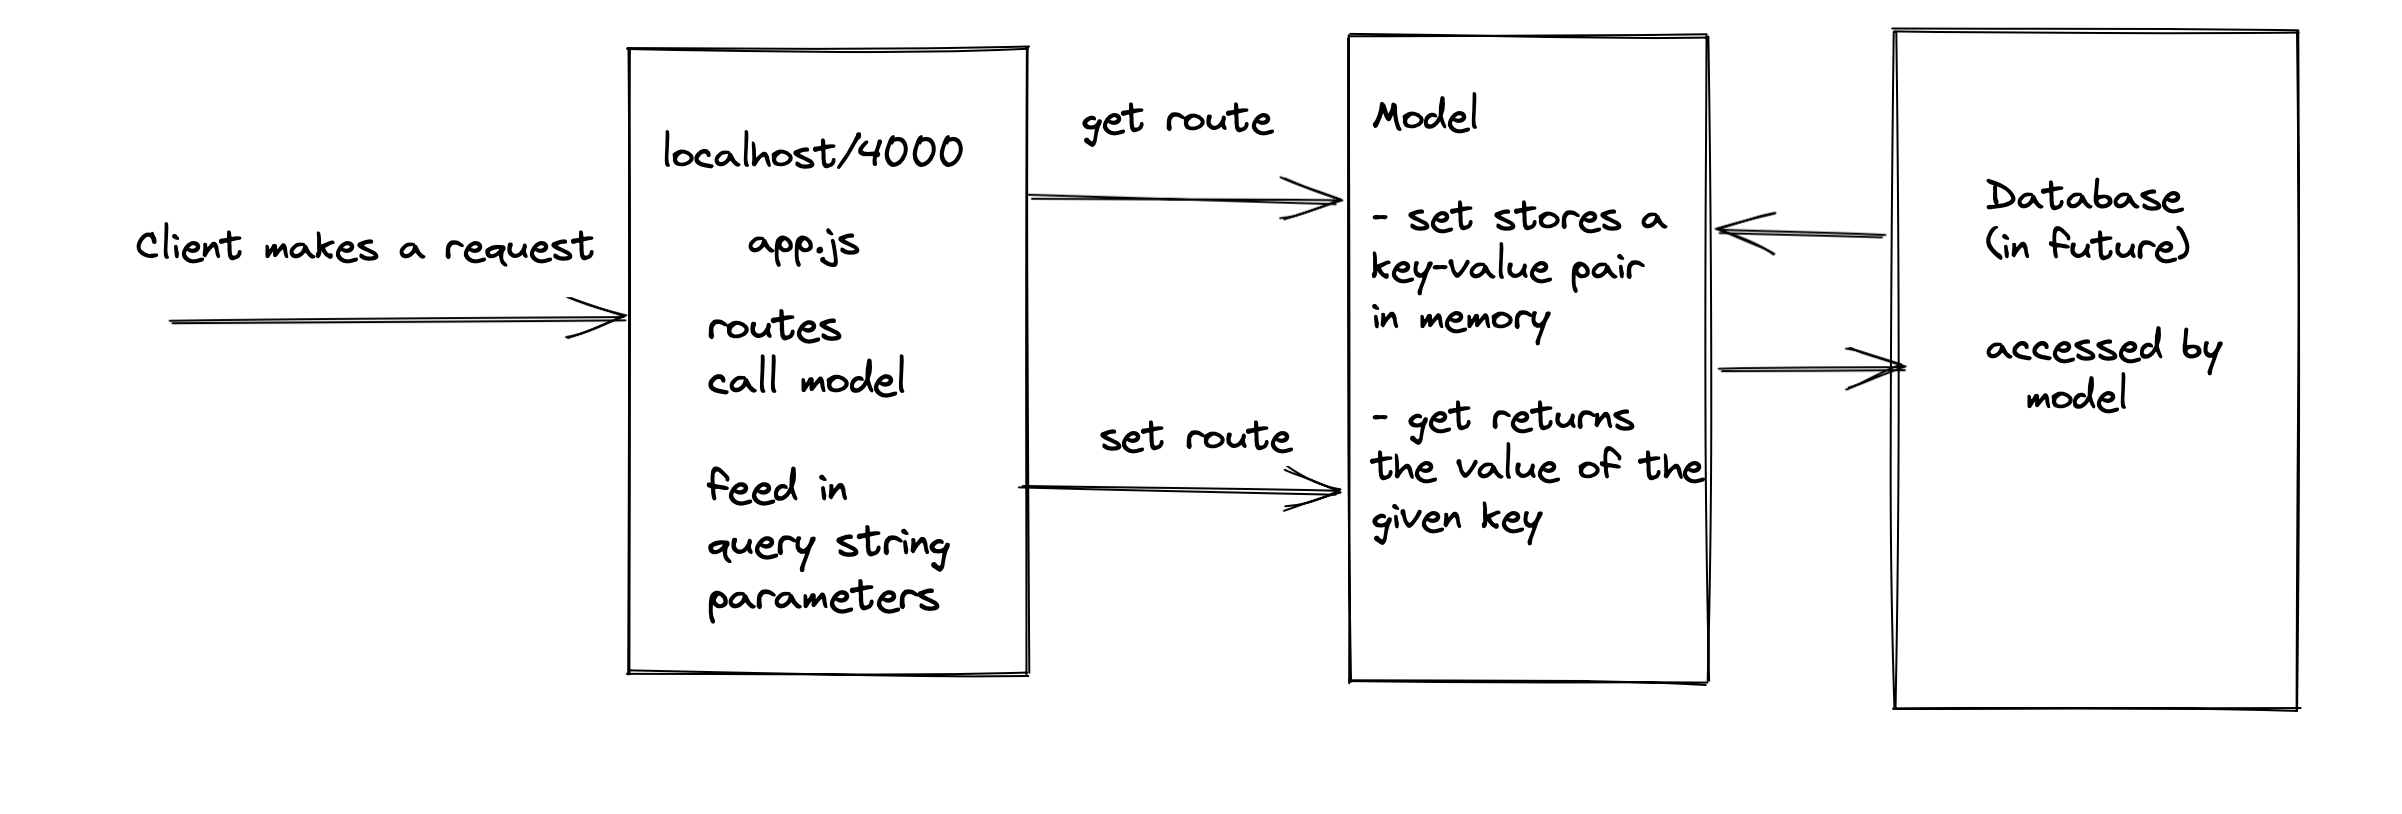 Client makes a request
localhost/4000
app.js
routes
call model
feed in
query string
parameters
get route
set route
Model
- set stores a
key-value pair
in memory
- get returns
the value of the
given key
Database
(in future)
accessed by
model